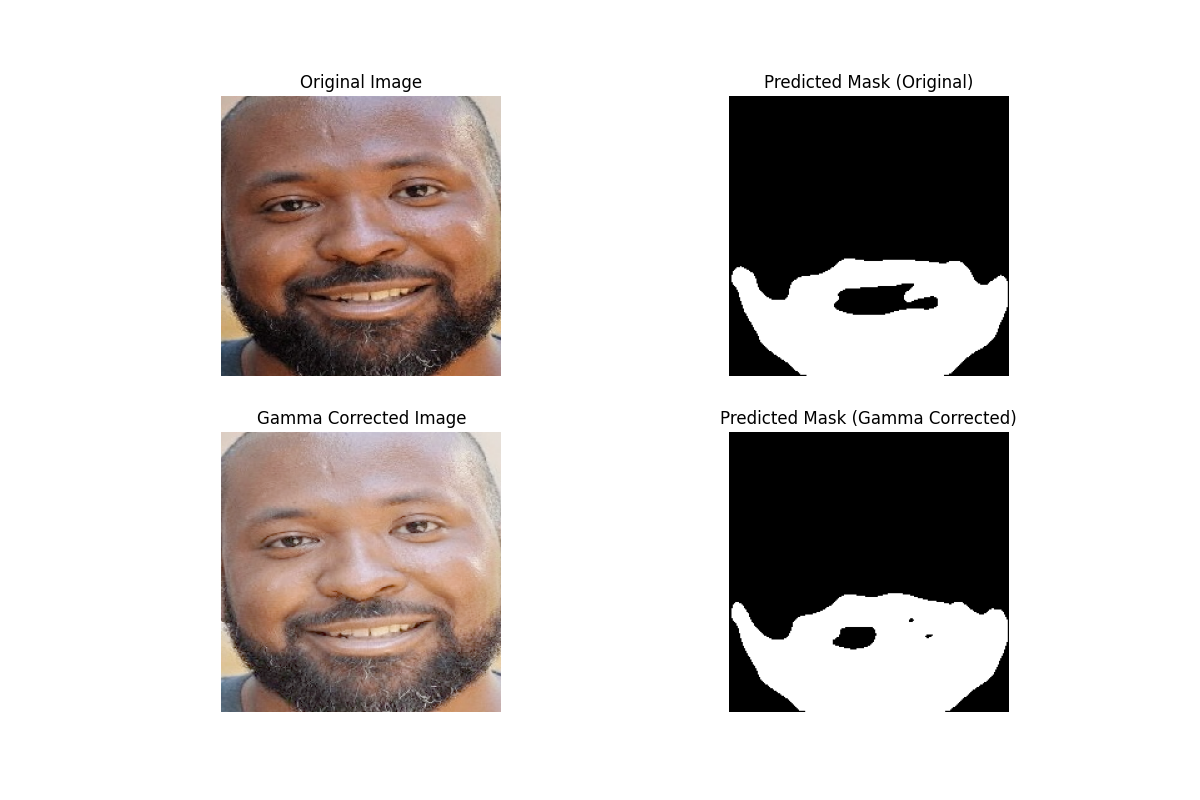 Original Image
Predicted Mask (Original)
Gamma Corrected Image
Predicted Mask (Gamma Corrected)